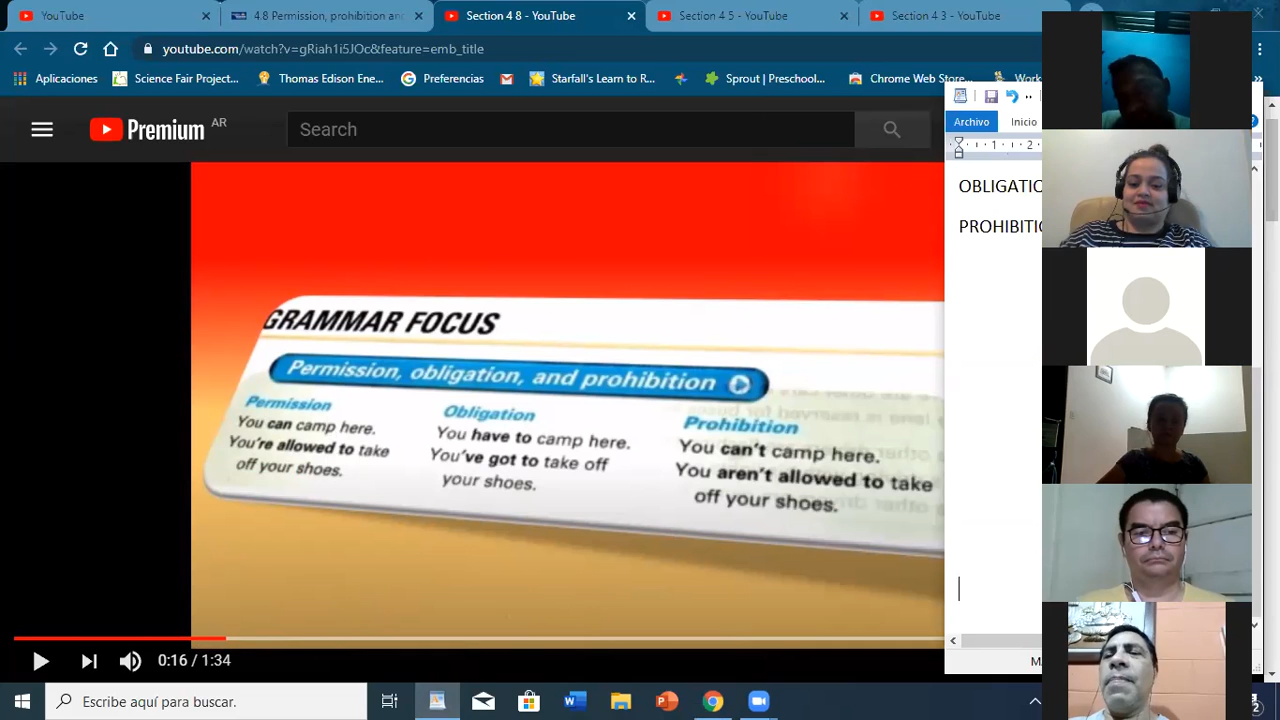 YouTube
4.8 Permission, prohibition and
Section 4 8 - YouTube
Section 4 5 - YouTube
Section 4 3 - YouTube
youtube.com/watch?v=gRiah1i5JOc&feature=emb_title
Aplicaciones
Science Fair Project...
Thomas Edison Ene...
Preferencias
Starfall's Learn to R...
Sprout | Preschool...
Chrome Web Store...
Premium AR
Search
Archivo
Inicio
1 2
OBLIGATIO
PROHIBITIO
GRAMMAR FOCUS
Permission, obligation, and prohibition
Permission
You can camp here.
You're allowed to take
off your shoes.
Obligation
You have to camp here.
You've got to take off
your shoes.
Prohibition
You can't camp here.
You aren't allowed to take
off your shoes.
0:16 / 1:34
Escribe aquí para buscar.